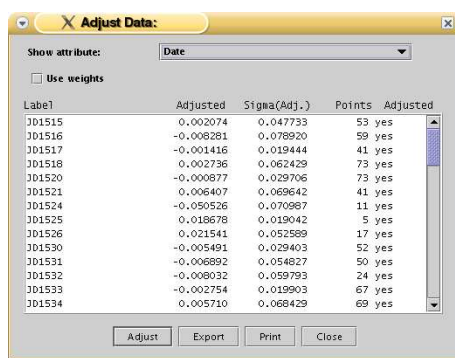 Adjust Data:
Show attribute: Date
Use weights
Label Adjusted Sigma(Adj.) Points Adjusted
JD1515 0.002074 0.047733 53 yes
JD1516 -0.008281 0.078920 59 yes
JD1517 -0.001416 0.019444 41 yes
JD1518 0.002736 0.062429 73 yes
JD1520 -0.000877 0.029706 73 yes
JD1521 0.006407 0.069642 41 yes
JD1524 -0.050526 0.070987 11 yes
JD1525 0.018678 0.019042 5 yes
JD1526 0.021541 0.052589 17 yes
JD1530 -0.005491 0.029403 52 yes
JD1531 -0.006892 0.054827 50 yes
JD1532 -0.008032 0.059793 24 yes
JD1533 -0.002754 0.019903 67 yes
JD1534 0.005710 0.068429 69 yes
Adjust Export Print Close